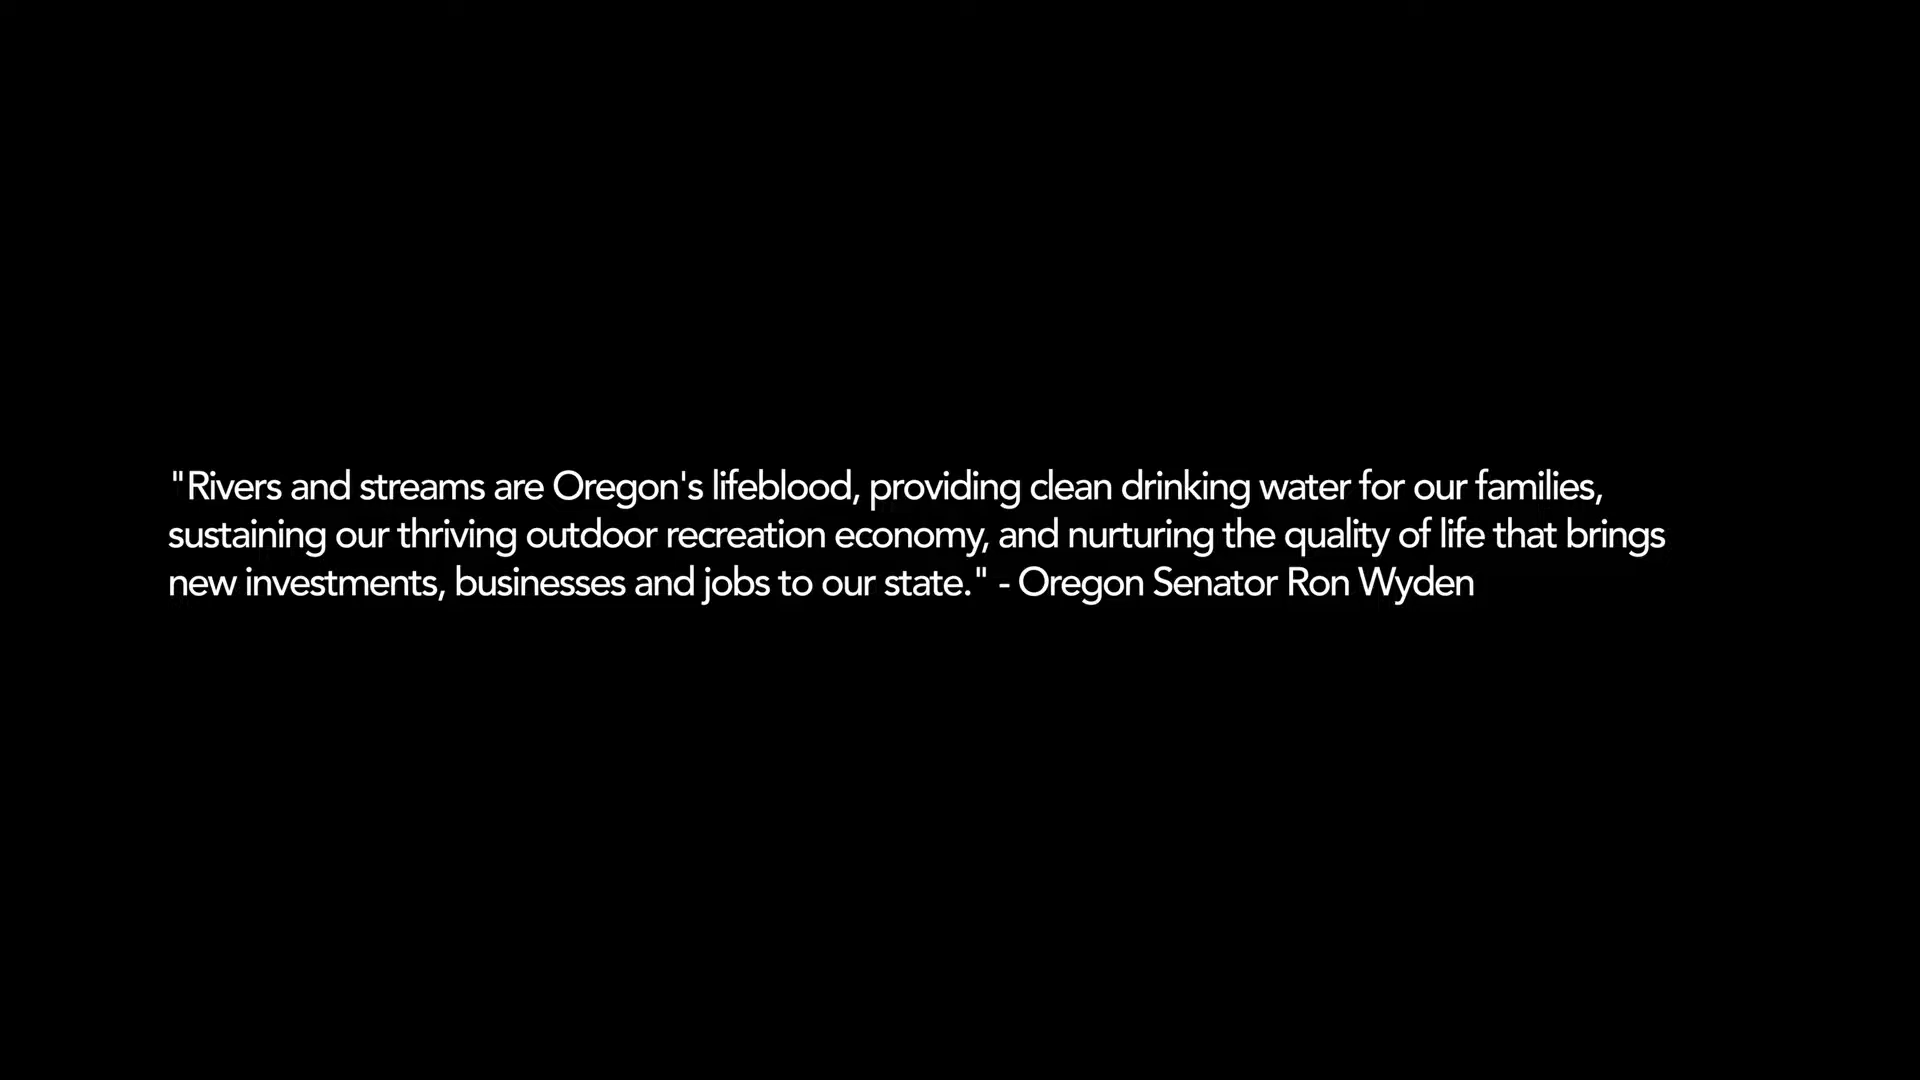 "Rivers and streams are Oregon's lifeblood, providing clean drinking water for our families,
sustaining our thriving outdoor recreation economy, and nurturing the quality of life that brings
new investments, businesses and jobs to our state." - Oregon Senator Ron Wyden